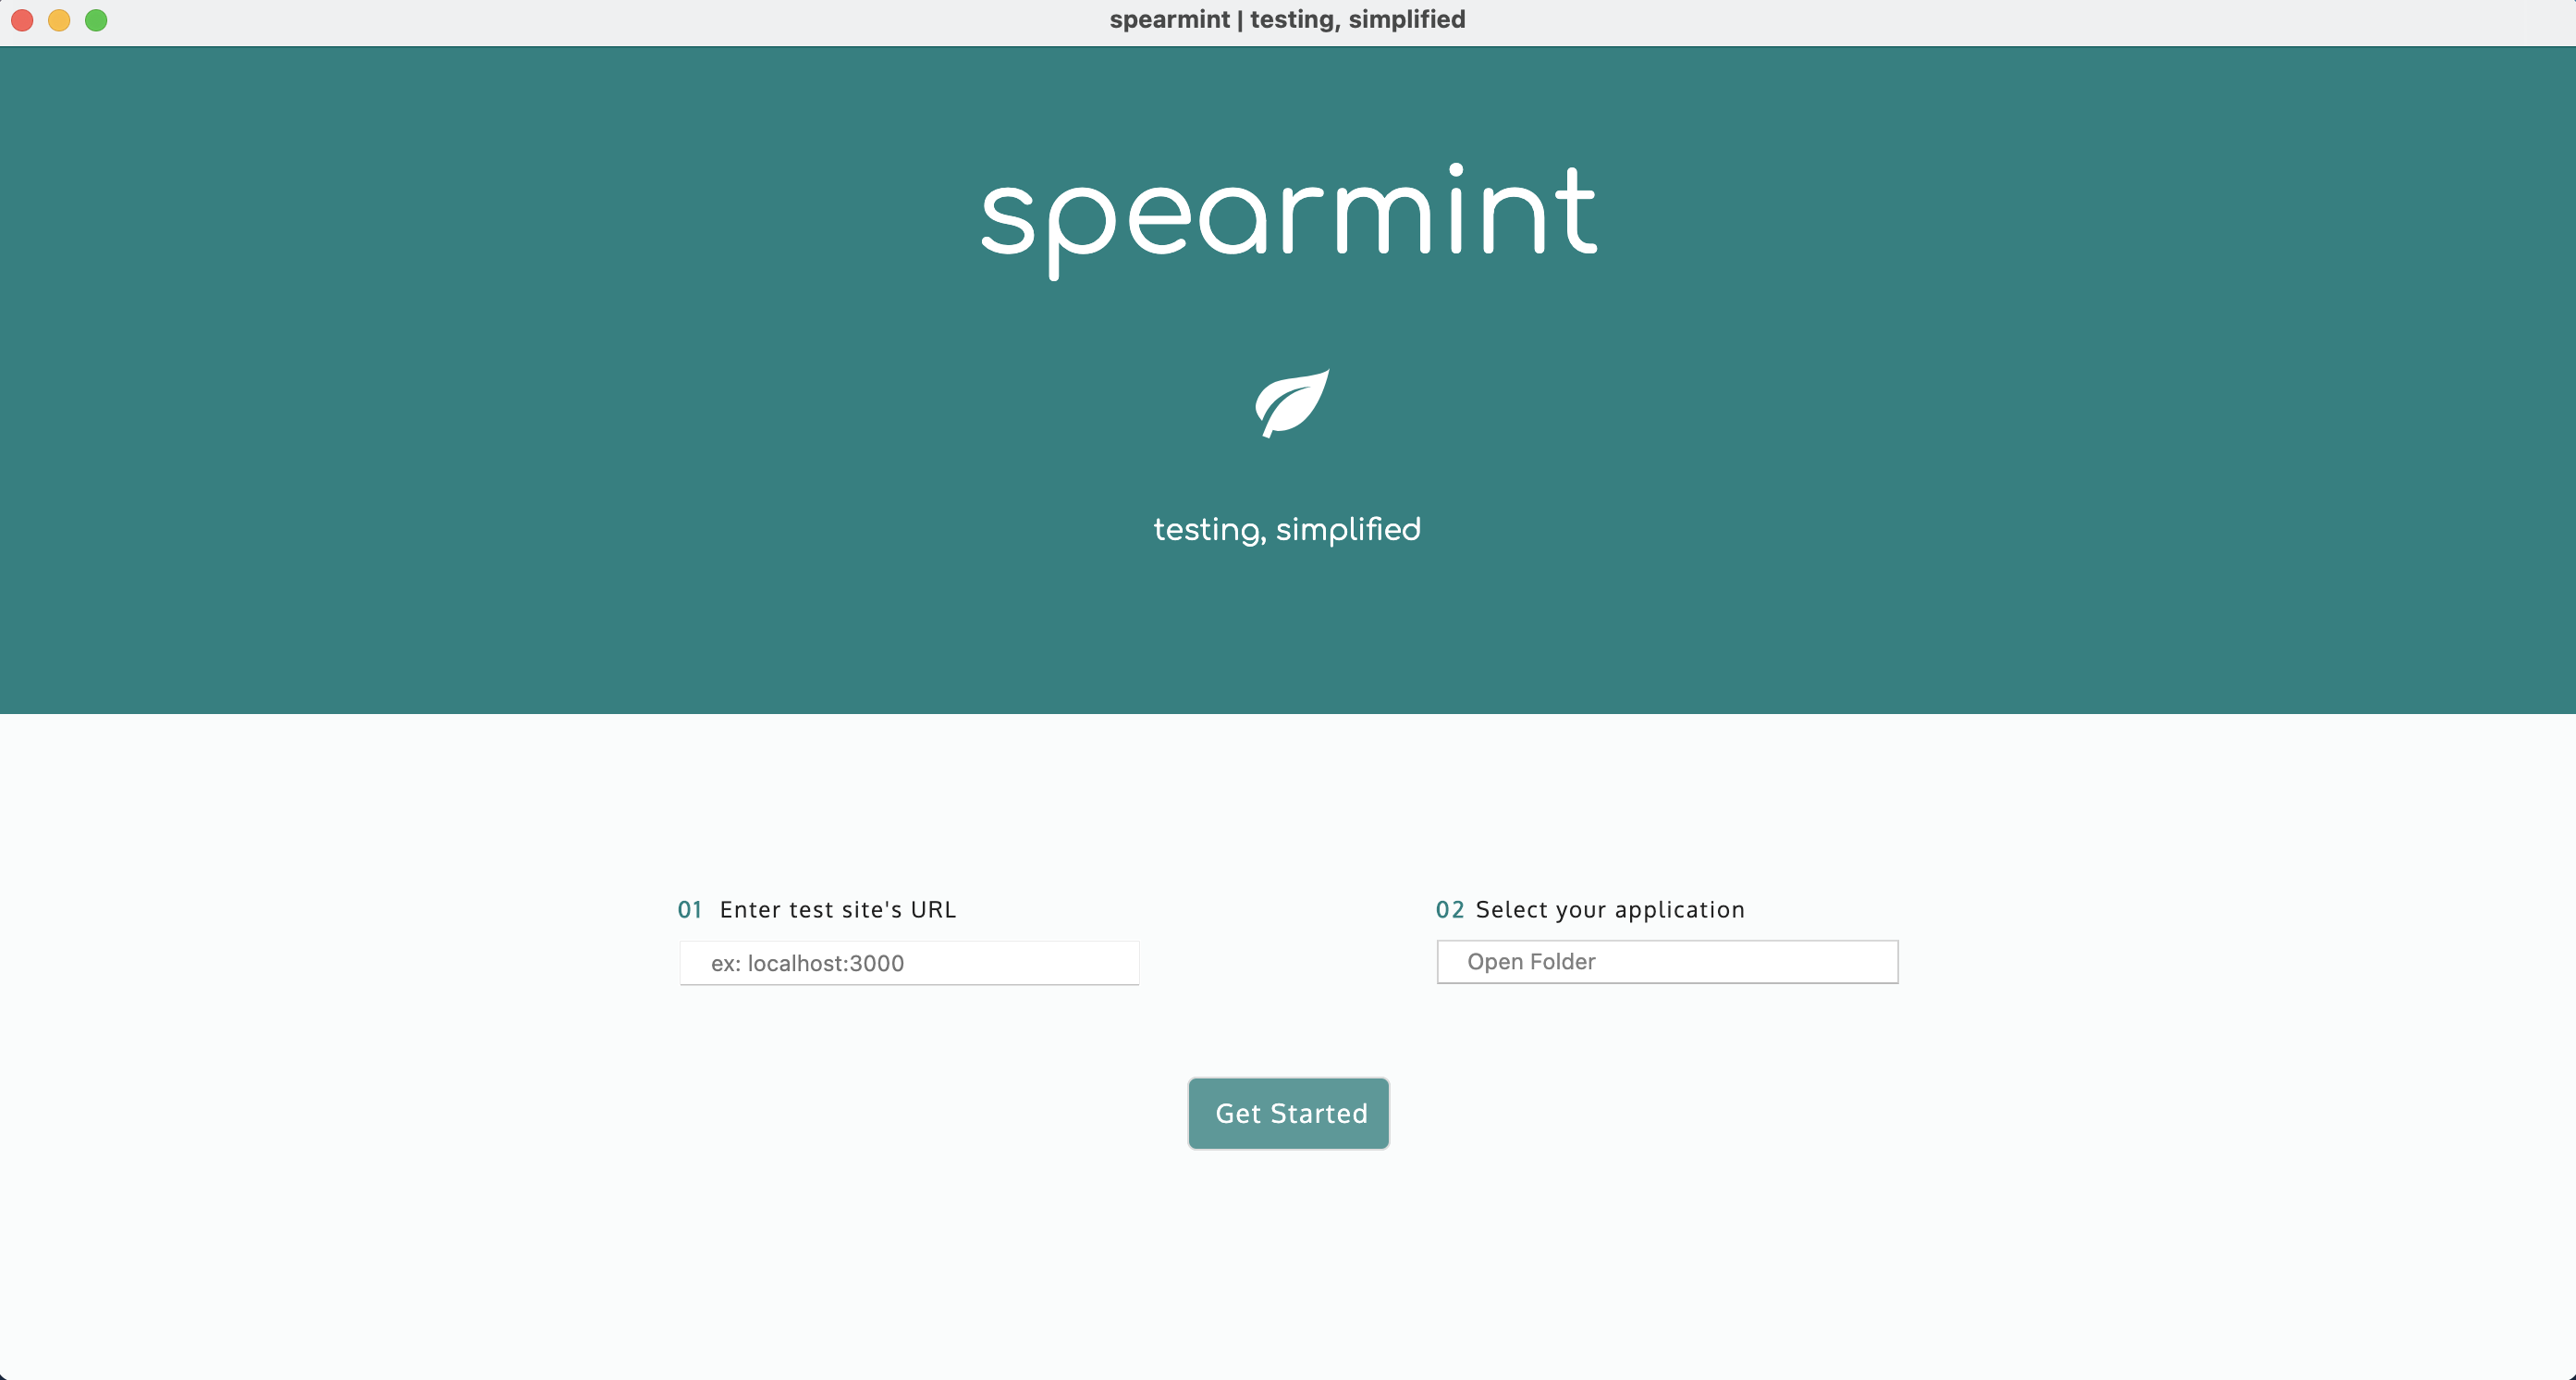 spearmint | testing, simplified
spearmint
testing, simplified
01 Enter test site's URL
ex: localhost:3000
02 Select your application
Open Folder
Get Started